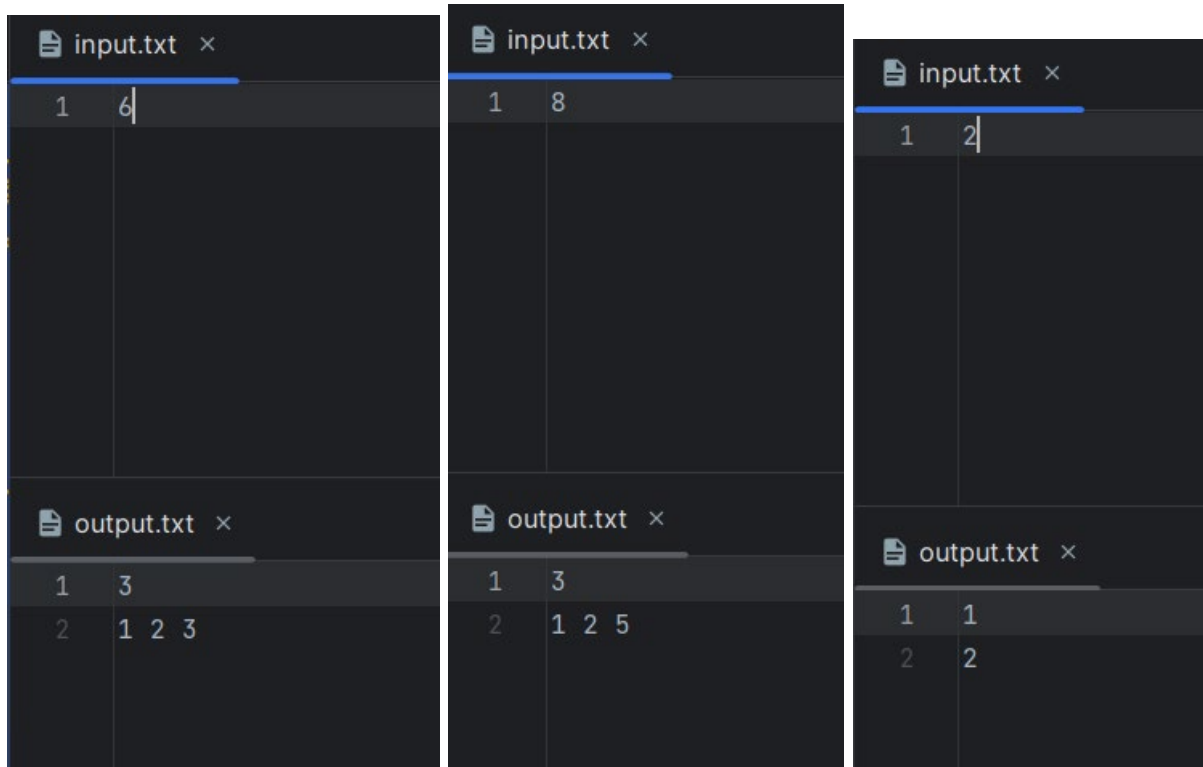 input.txt ×
1 6
output.txt ×
1 3
2 1 2 3
input.txt ×
1 8
output.txt ×
1 3
2 1 2 5
input.txt ×
1 2
output.txt ×
1 1
2 2